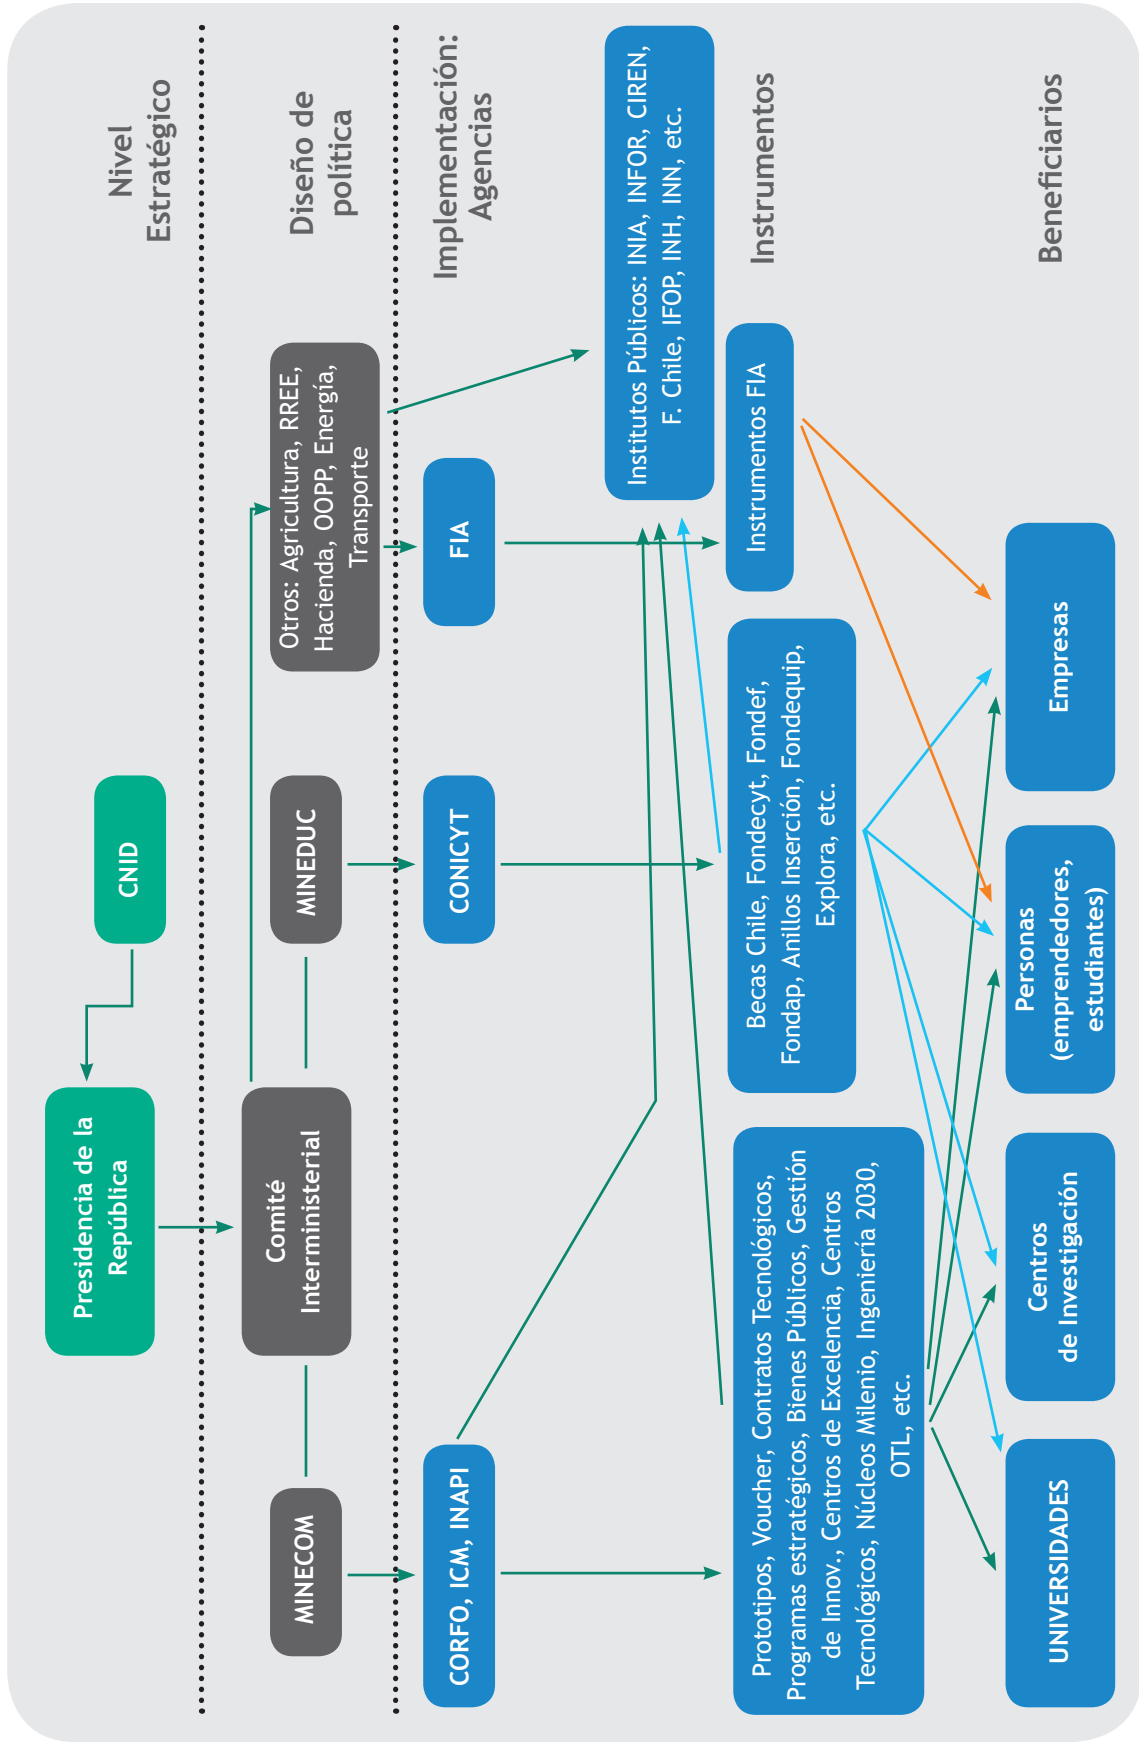 Nivel
Estratégico
CNID
Presidencia de la
República
Diseño de
política
Otros: Agricultura, RREE,
Hacienda, OOPP, Energía,
Transporte
MINEDUC
Comité
Interministerial
MINECOM
Implementación:
Agencias
FIA
CONICYT
CORFO, ICM, INAPI
Institutos Públicos: INIA, INFOR, CIREN,
F. Chile, IFOP, INH, INN, etc.
Instrumentos
Instrumentos FIA
Becas Chile, Fondecyt, Fondef,
Fondap, Anillos Inserción, Fondequip,
Explora, etc.
Prototipos, Voucher, Contratos Tecnológicos,
Programas estratégicos, Bienes Públicos, Gestión
de Innov., Centros de Excelencia, Centros
Tecnológicos, Núcleos Milenio, Ingeniería 2030,
OTL, etc.
Beneficiarios
Empresas
Personas
(emprendedores,
estudiantes)
Centros
de Investigación
UNIVERSIDADES